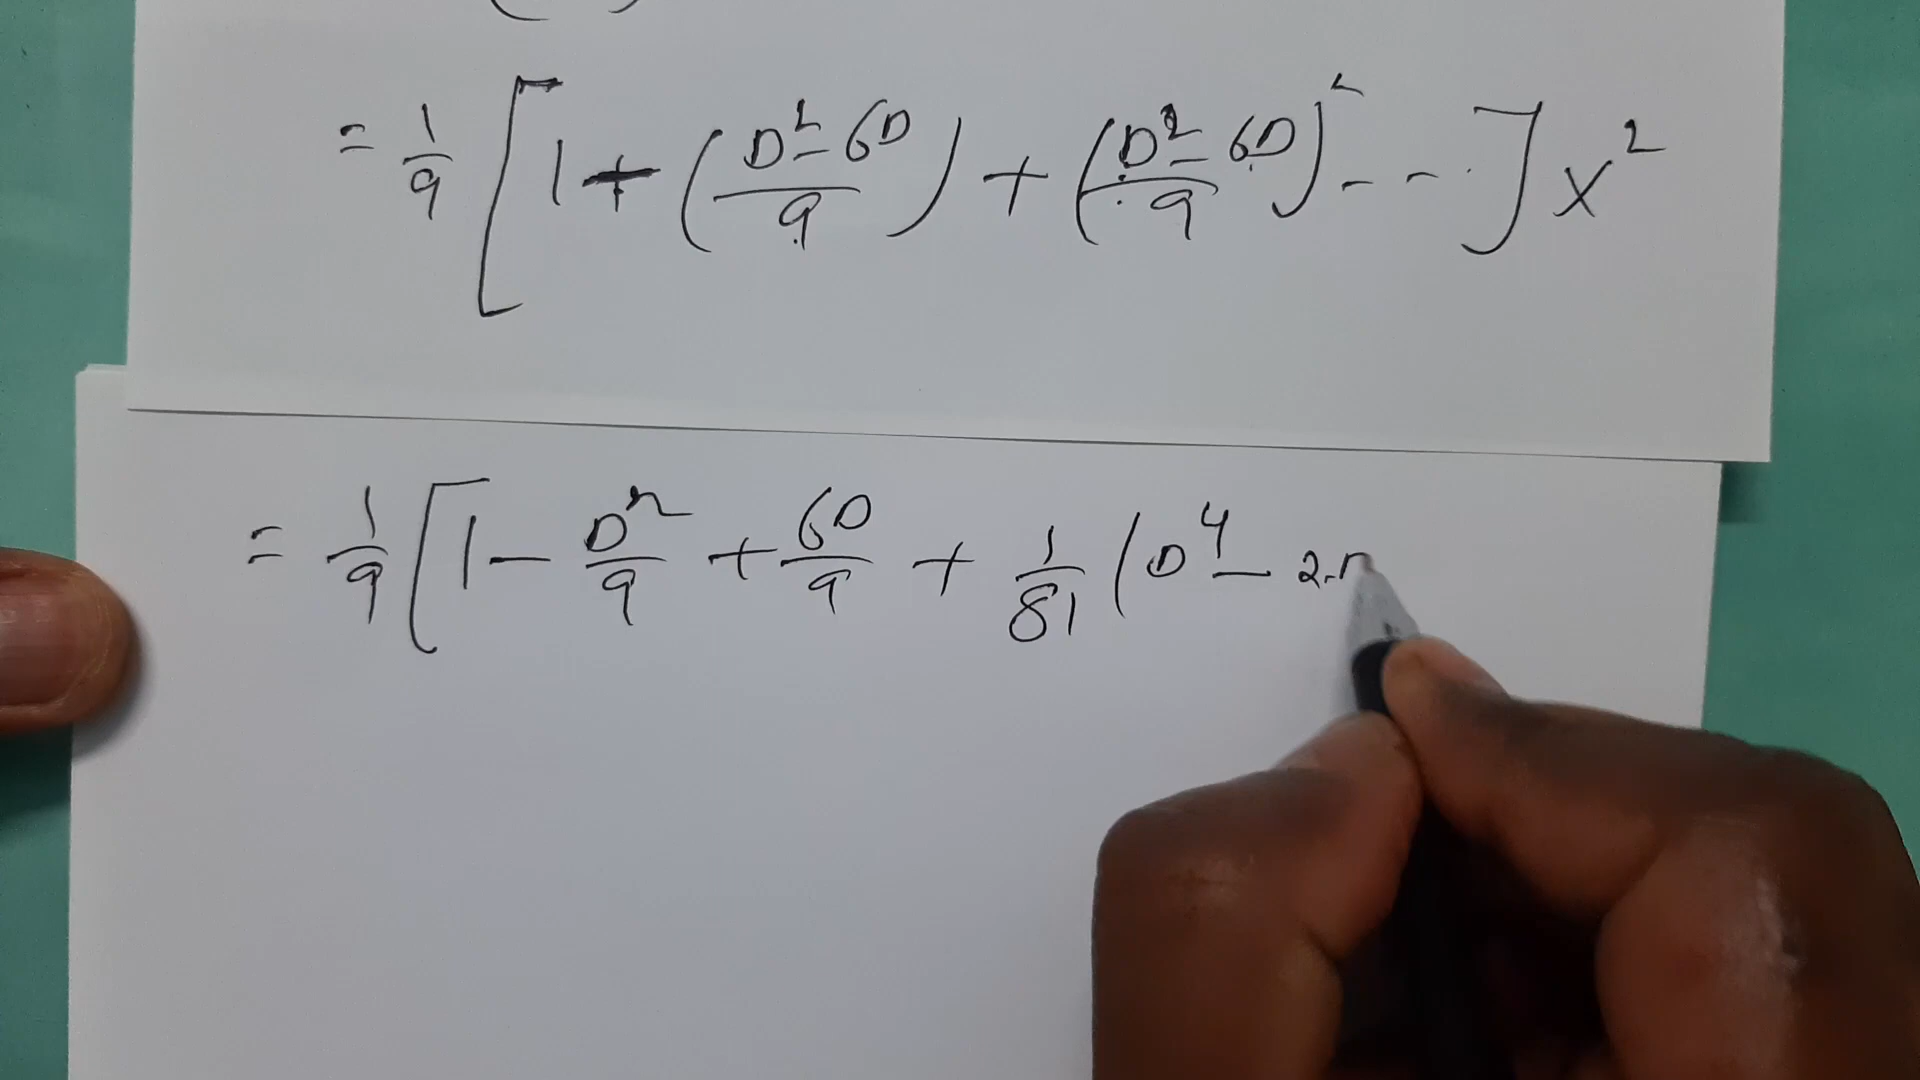 = 1/9 [ 1 + ( D² - 6D / 9 ) + ( D² - 6D / 9 )² - - · ] x²
= 1/9 [ 1 - D²/9 + 6D/9 + 1/81 ( D⁴ - 2.